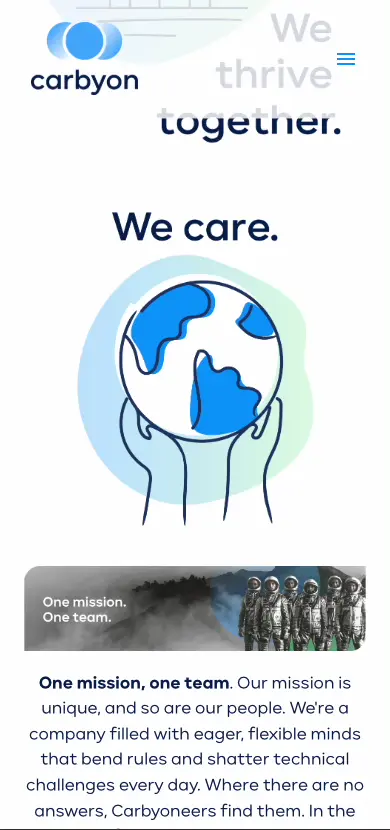 We
thrive
together.
carbyon
We care.
One mission.
One team.
One mission, one team. Our mission is
unique, and so are our people. We're a
company filled with eager, flexible minds
that bend rules and shatter technical
challenges every day. Where there are no
answers, Carbyoneers find them. In the